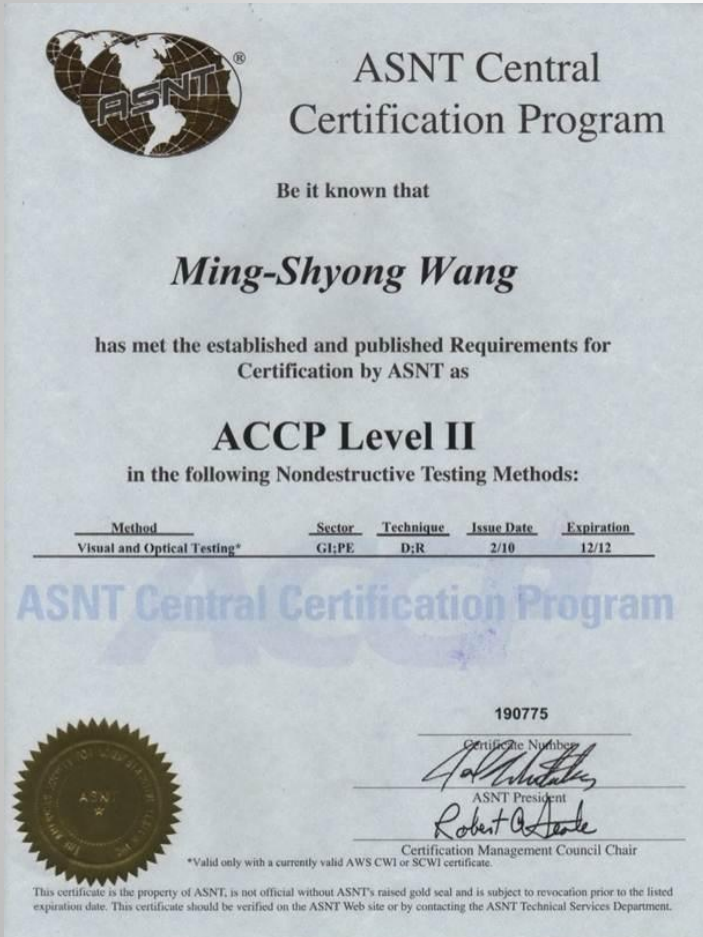 ASNT ®
ASNT Central
Certification Program
Be it known that
Ming-Shyong Wang
has met the established and published Requirements for
Certification by ASNT as
ACCP Level II
in the following Nondestructive Testing Methods:
Method Sector Technique Issue Date Expiration
Visual and Optical Testing* GI;PE D;R 2/10 12/12
ACCP
ASNT Central Certification Program
190775
Certificate Number
ASNT President
Robert
Certification Management Council Chair
ASNT
*Valid only with a currently valid AWS CWI or SCWI certificate.
This certificate is the property of ASNT, is not official without ASNT's raised gold seal and is subject to revocation prior to the listed
expiration date. This certificate should be verified on the ASNT Web site or by contacting the ASNT Technical Services Department.